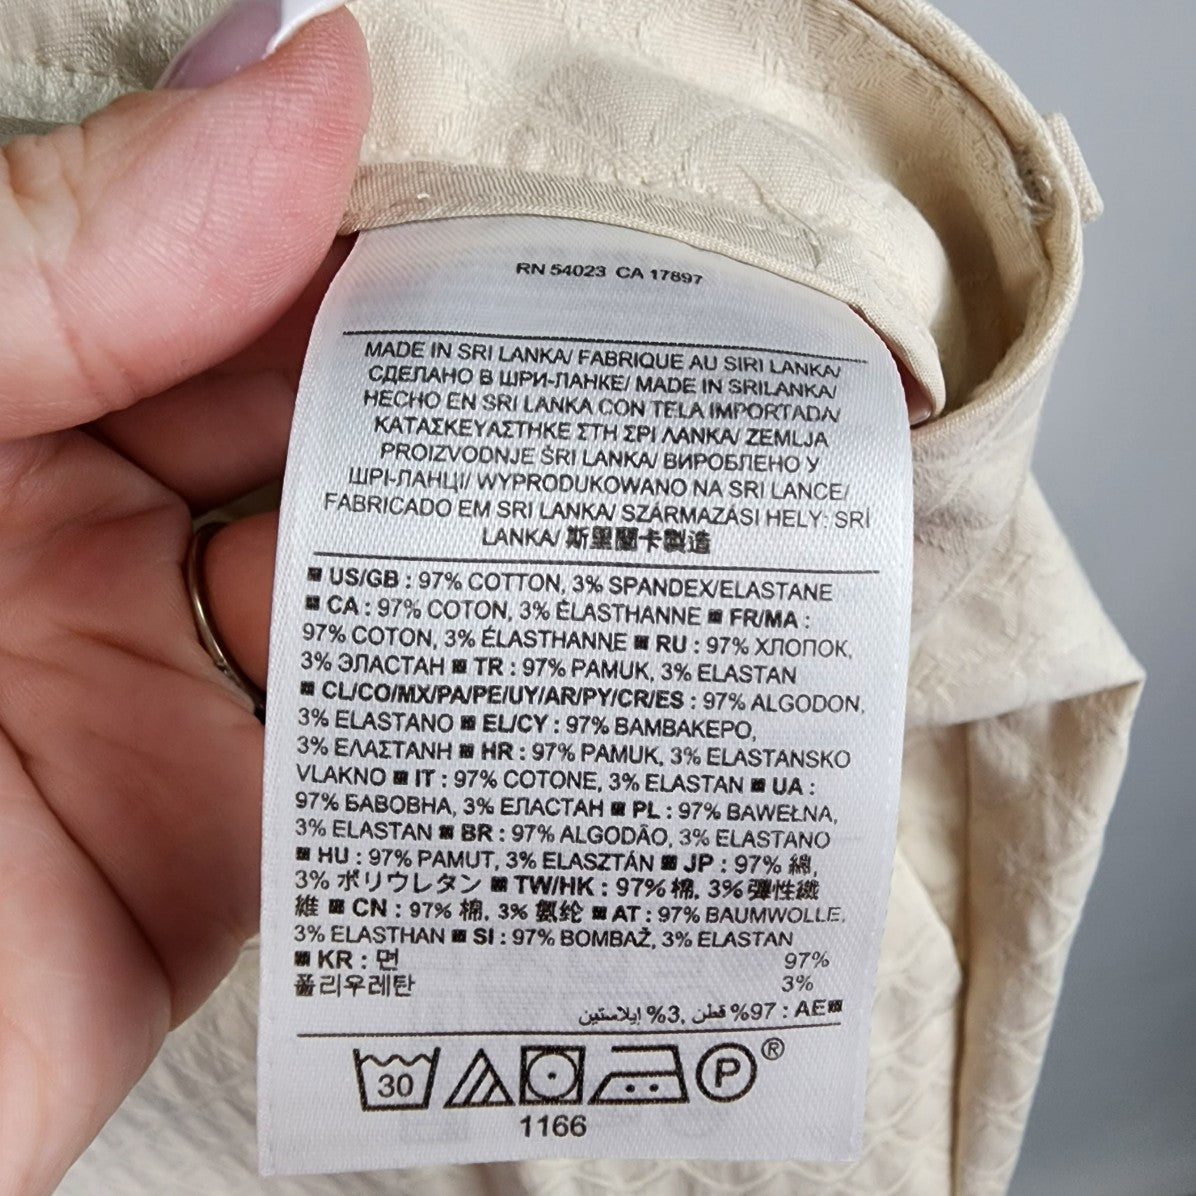 RN 54023 CA 17897
MADE IN SRI LANKA/ FABRIQUE AU SIRI LANKA/
СДЕЛАНО В ШРИ-ЛАНКЕ/ MADE IN SRILANKA/
HECHO EN SRI LANKA CON TELA IMPORTADA/
ΚΑΤΑΣΚΕΥΑΣΤΗΚΕ ΣΤΗ ΣΡΙ ΛΑΝΚΑ/ ZEMLJA
PROIZVODNJE ŠRI LANKA/ ВИРОБЛЕНО У
ШРІ-ЛАНЦІ/ WYPRODUKOWANO NA SRI LANCE/
FABRICADO EM SRI LANKA/ SZÁRMAZÁSI HELY: SRÍ
LANKA/ 斯里蘭卡製造
■ US/GB : 97% COTTON, 3% SPANDEX/ELASTANE
■ CA : 97% COTON, 3% ÉLASTHANNE ■ FR/MA :
97% COTON, 3% ÉLASTHANNE ■ RU : 97% ХЛОПОК,
3% ЭЛАСТАН ■ TR : 97% PAMUK, 3% ELASTAN
■ CL/CO/MX/PA/PE/UY/AR/PY/CR/ES : 97% ALGODON,
3% ELASTANO ■ EL/CY : 97% ΒΑΜΒΑΚΕΡΟ,
3% ΕΛΑΣΤΑΝΗ ■ HR : 97% PAMUK, 3% ELASTANSKO
VLAKNO ■ IT : 97% COTONE, 3% ELASTAN ■ UA :
97% БАВОВНА, 3% ЕЛАСТАН ■ PL : 97% BAWEŁNA,
3% ELASTAN ■ BR : 97% ALGODÃO, 3% ELASTANO
■ HU : 97% PAMUT, 3% ELASZTÁN ■ JP : 97% 綿,
3% ポリウレタン ■ TW/HK : 97% 棉, 3% 彈性纖
維 ■ CN : 97% 棉, 3% 氨纶 ■ AT : 97% BAUMWOLLE,
3% ELASTHAN ■ SI : 97% BOMBAŽ, 3% ELASTAN
■ KR : 면 97%
폴리우레탄 3%
■AE : 97% قطن, 3% إيلاستين
30 P ®
1166